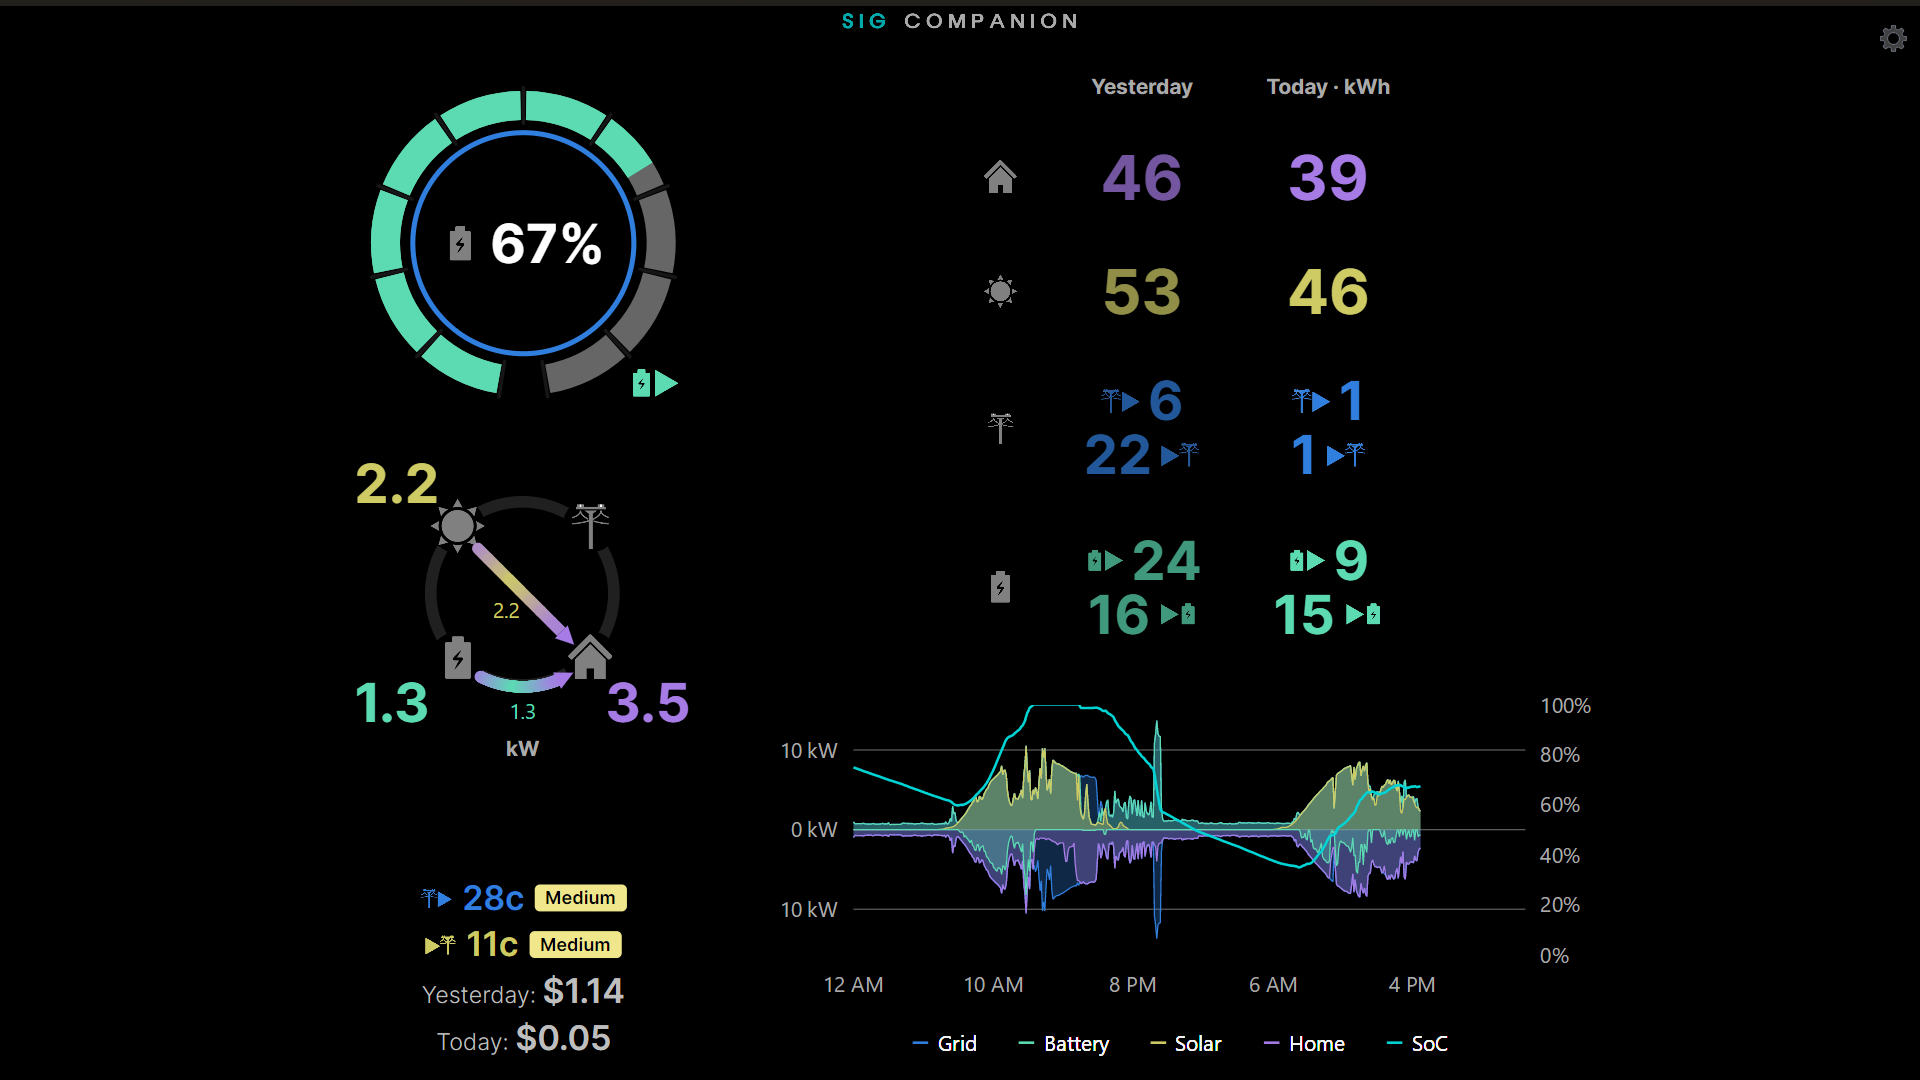 SIG COMPANION
67%
2.2
2.2
1.3
1.3
3.5
kW
28c Medium
11c Medium
Yesterday: $1.14
Today: $0.05
Yesterday Today · kWh
46 39
53 46
6 1
22 1
24 9
16 15
100%
10 kW 80%
60%
0 kW
40%
10 kW 20%
0%
12 AM 10 AM 8 PM 6 AM 4 PM
Grid Battery Solar Home SoC